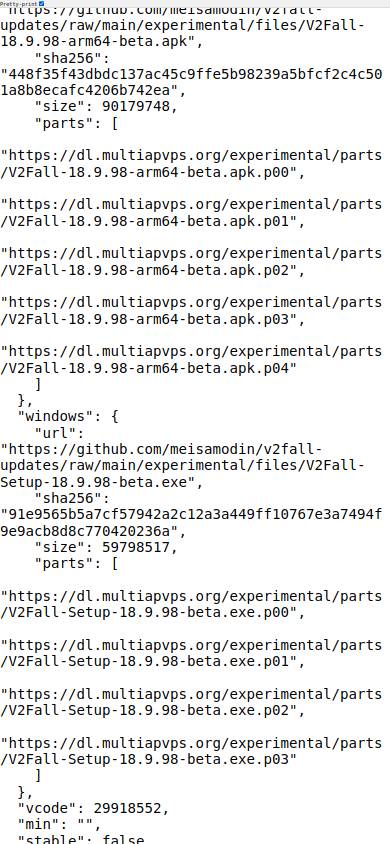 Pretty-print
"https://github.com/meisamodin/v2fall-
updates/raw/main/experimental/files/V2Fall-
18.9.98-arm64-beta.apk",
"sha256":
"448f35f43dbdc137ac45c9ffe5b98239a5bfcf2c4c50
1a8b8ecafc4206b742ea",
"size": 90179748,
"parts": [
"https://dl.multiapvps.org/experimental/parts
/V2Fall-18.9.98-arm64-beta.apk.p00",
"https://dl.multiapvps.org/experimental/parts
/V2Fall-18.9.98-arm64-beta.apk.p01",
"https://dl.multiapvps.org/experimental/parts
/V2Fall-18.9.98-arm64-beta.apk.p02",
"https://dl.multiapvps.org/experimental/parts
/V2Fall-18.9.98-arm64-beta.apk.p03",
"https://dl.multiapvps.org/experimental/parts
/V2Fall-18.9.98-arm64-beta.apk.p04"
]
},
"windows": {
"url":
"https://github.com/meisamodin/v2fall-
updates/raw/main/experimental/files/V2Fall-
Setup-18.9.98-beta.exe",
"sha256":
"91e9565b5a7cf57942a2c12a3a449ff10767e3a7494f
9e9acb8d8c770420236a",
"size": 59798517,
"parts": [
"https://dl.multiapvps.org/experimental/parts
/V2Fall-Setup-18.9.98-beta.exe.p00",
"https://dl.multiapvps.org/experimental/parts
/V2Fall-Setup-18.9.98-beta.exe.p01",
"https://dl.multiapvps.org/experimental/parts
/V2Fall-Setup-18.9.98-beta.exe.p02",
"https://dl.multiapvps.org/experimental/parts
/V2Fall-Setup-18.9.98-beta.exe.p03"
]
},
"vcode": 29918552,
"min": "",
"stable": false